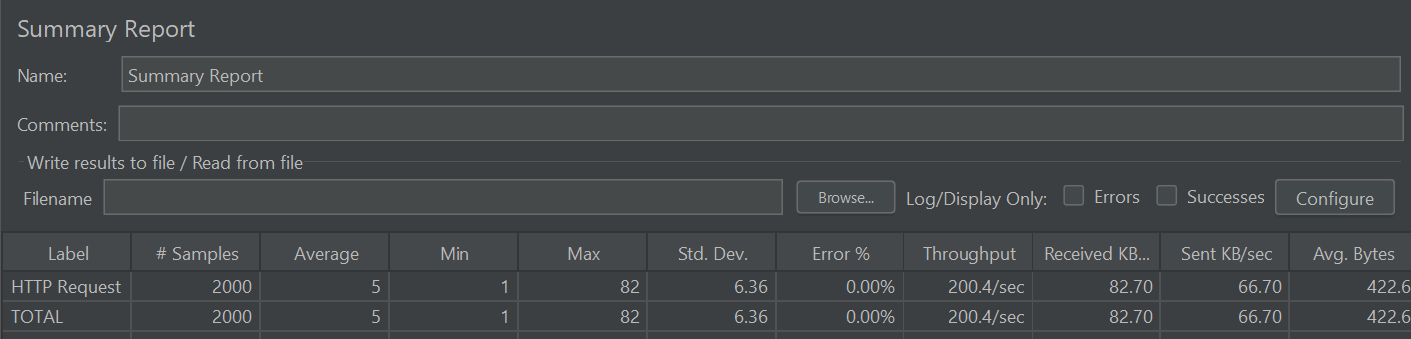 Summary Report
Name: Summary Report
Comments:
Write results to file / Read from file
Filename Browse... Log/Display Only: Errors Successes Configure
Label # Samples Average Min Max Std. Dev. Error % Throughput Received KB... Sent KB/sec Avg. Bytes
HTTP Request 2000 5 1 82 6.36 0.00% 200.4/sec 82.70 66.70 422.6
TOTAL 2000 5 1 82 6.36 0.00% 200.4/sec 82.70 66.70 422.6